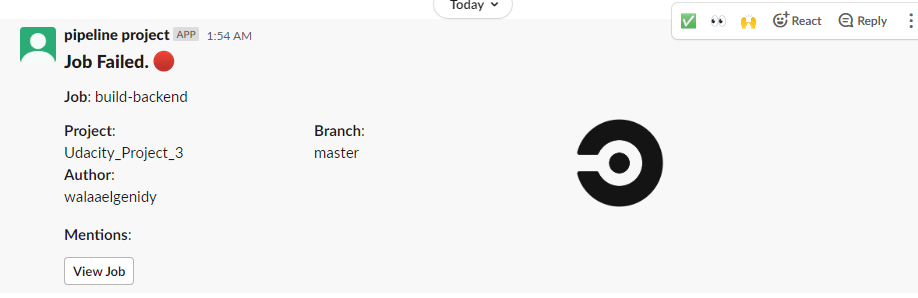 Today
React
Reply
pipeline project APP 1:54 AM
Job Failed.
Job: build-backend
Project:
Udacity_Project_3
Branch:
master
Author:
walaaelgenidy
Mentions:
View Job